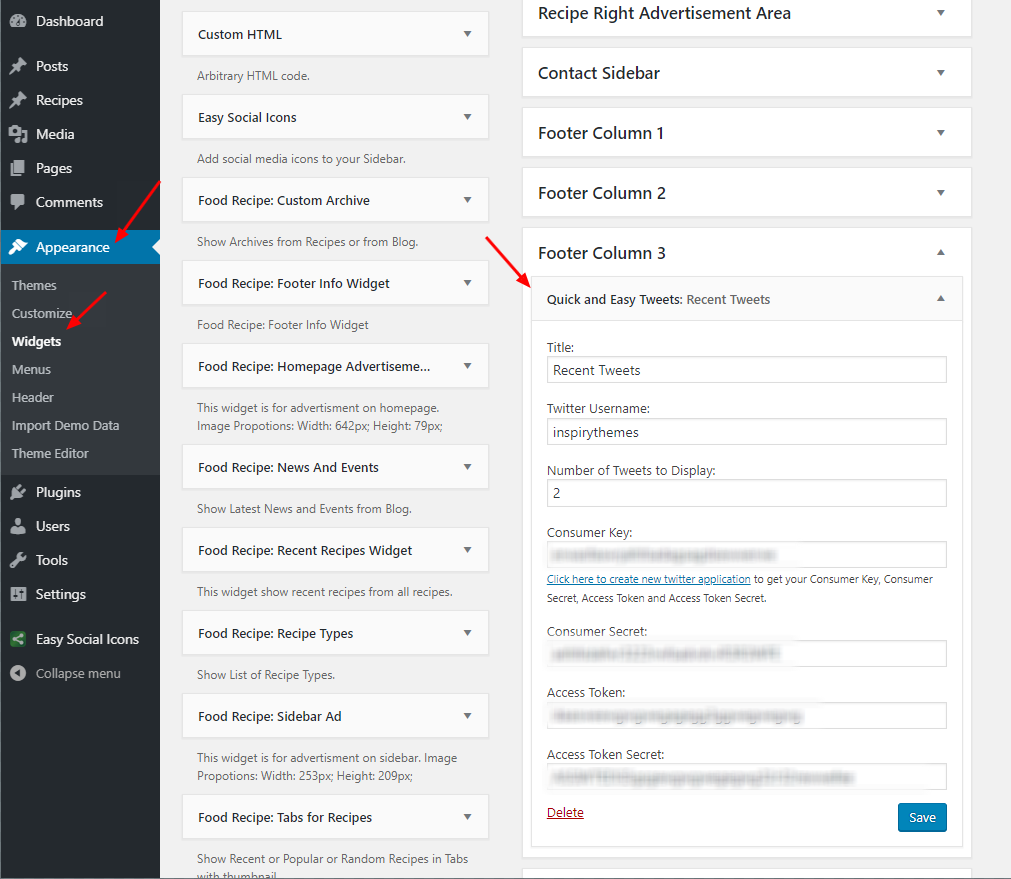 Dashboard
Posts
Recipes
Media
Pages
Comments
Appearance
Themes
Customize
Widgets
Menus
Header
Import Demo Data
Theme Editor
Plugins
Users
Tools
Settings
Easy Social Icons
Collapse menu
Custom HTML
Arbitrary HTML code.
Easy Social Icons
Add social media icons to your Sidebar.
Food Recipe: Custom Archive
Show Archives from Recipes or from Blog.
Food Recipe: Footer Info Widget
Food Recipe: Footer Info Widget
Food Recipe: Homepage Advertiseme...
This widget is for advertisment on homepage.
Image Propotions: Width: 642px; Height: 79px;
Food Recipe: News And Events
Show Latest News and Events from Blog.
Food Recipe: Recent Recipes Widget
This widget show recent recipes from all recipes.
Food Recipe: Recipe Types
Show List of Recipe Types.
Food Recipe: Sidebar Ad
This widget is for advertisment on sidebar. Image
Propotions: Width: 253px; Height: 209px;
Food Recipe: Tabs for Recipes
Show Recent or Popular or Random Recipes in Tabs
with thumbnail
Recipe Right Advertisement Area
Contact Sidebar
Footer Column 1
Footer Column 2
Footer Column 3
Quick and Easy Tweets: Recent Tweets
Title:
Recent Tweets
Twitter Username:
inspirythemes
Number of Tweets to Display:
2
Consumer Key:
Click here to create new twitter application to get your Consumer Key, Consumer
Secret, Access Token and Access Token Secret.
Consumer Secret:
Access Token:
Access Token Secret:
Delete
Save